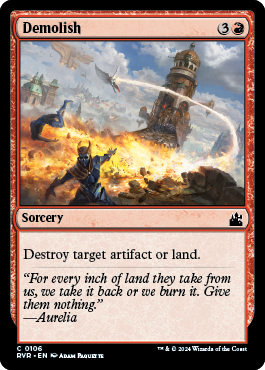 Demolish 3
Sorcery
Destroy target artifact or land.
“For every inch of land they take from
us, we take it back or we burn it. Give
them nothing.”
—Aurelia
C 0106
RVR • EN Adam Paquette
™ & © 2024 Wizards of the Coast